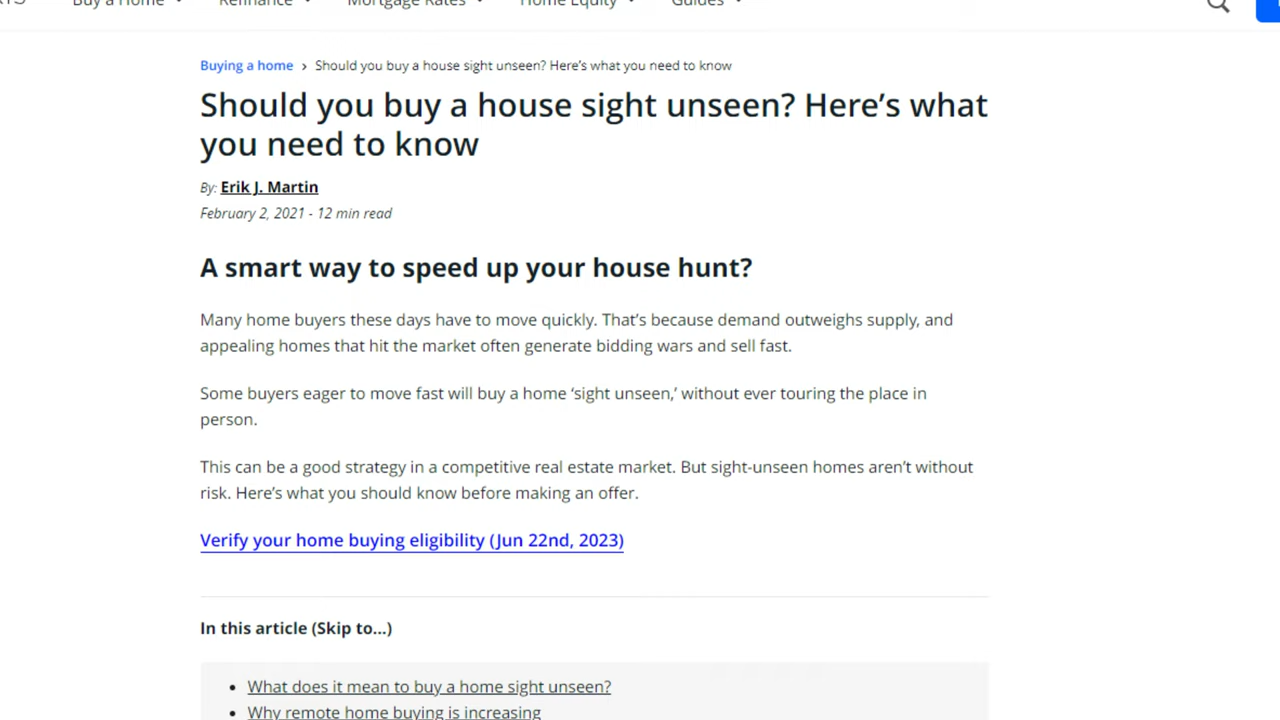 Buy a Home Refinance Mortgage Rates Home Equity Guides
Buying a home › Should you buy a house sight unseen? Here’s what you need to know
Should you buy a house sight unseen? Here’s what
you need to know
By: Erik J. Martin
February 2, 2021 - 12 min read
A smart way to speed up your house hunt?
Many home buyers these days have to move quickly. That’s because demand outweighs supply, and
appealing homes that hit the market often generate bidding wars and sell fast.
Some buyers eager to move fast will buy a home ‘sight unseen,’ without ever touring the place in
person.
This can be a good strategy in a competitive real estate market. But sight-unseen homes aren’t without
risk. Here’s what you should know before making an offer.
Verify your home buying eligibility (Jun 22nd, 2023)
In this article (Skip to...)
• What does it mean to buy a home sight unseen?
• Why remote home buying is increasing